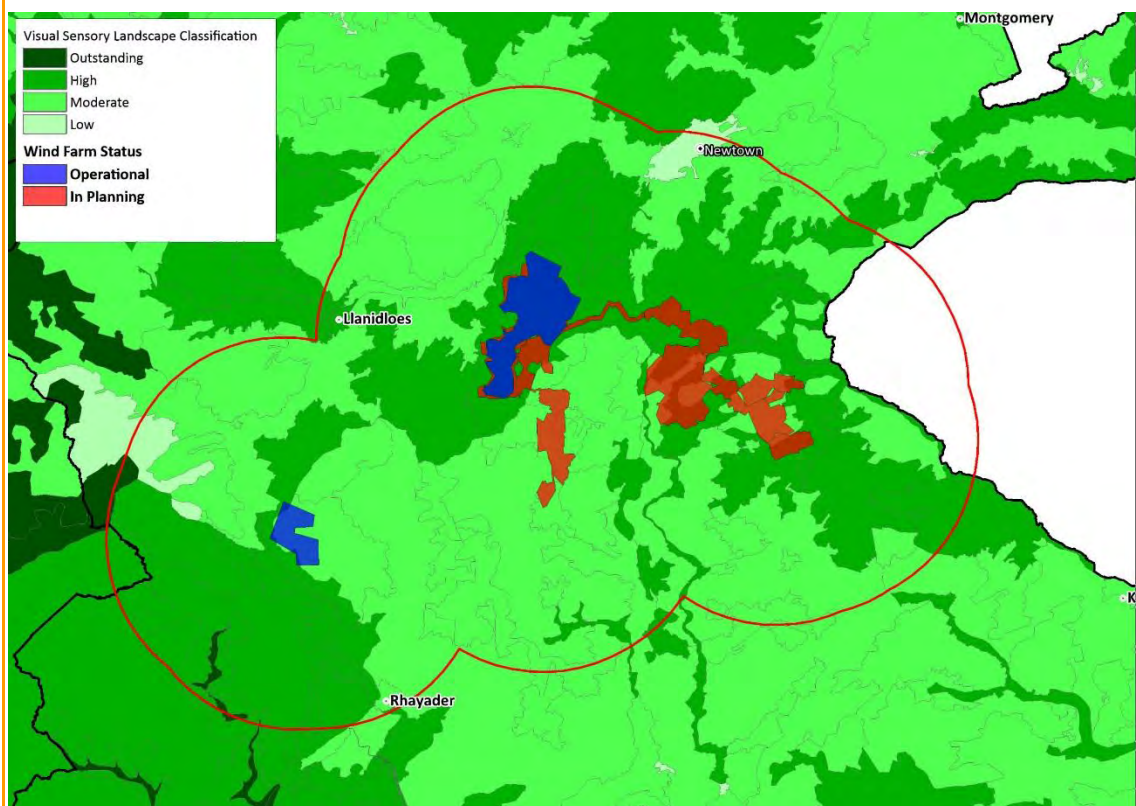 Visual Sensory Landscape Classification
Outstanding
High
Moderate
Low
Wind Farm Status
Operational
In Planning
Montgomery
Newtown
Llanidloes
Rhayader
K